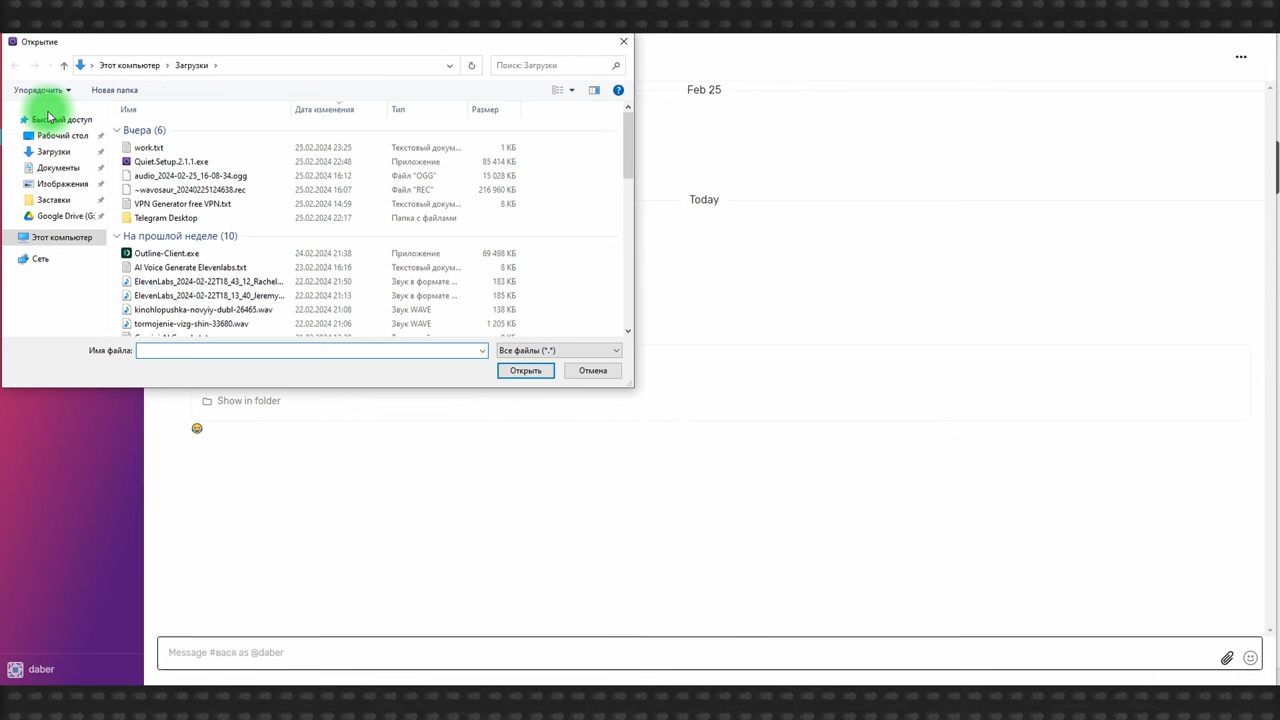 Открытие
Этот компьютер > Загрузки >
Поиск: Загрузки
Упорядочить
Новая папка
Быстрый доступ
Рабочий стол
Загрузки
Документы
Изображения
Заставки
Google Drive (G:
Этот компьютер
Сеть
Имя Дата изменения Тип Размер
Вчера (6)
work.txt 25.02.2024 23:25 Текстовый докум... 1 КБ
Quiet.Setup.2.1.1.exe 25.02.2024 22:48 Приложение 85 414 КБ
audio_2024-02-25_16-08-34.ogg 25.02.2024 16:12 Файл "OGG" 15 028 КБ
~wavosaur_20240225124638.rec 25.02.2024 16:07 Файл "REC" 216 960 КБ
VPN Generator free VPN.txt 25.02.2024 14:59 Текстовый докум... 8 КБ
Telegram Desktop 25.02.2024 22:17 Папка с файлами
На прошлой неделе (10)
Outline-Client.exe 24.02.2024 21:38 Приложение 69 498 КБ
AI Voice Generate Elevenlabs.txt 23.02.2024 16:16 Текстовый докум... 8 КБ
ElevenLabs_2024-02-22T18_43_12_Rachel... 22.02.2024 21:50 Звук в формате ... 183 КБ
ElevenLabs_2024-02-22T18_13_40_Jeremy... 22.02.2024 21:13 Звук в формате ... 185 КБ
kinohlopushka-novyiy-dubl-26465.wav 22.02.2024 21:08 Звук WAVE 138 КБ
tormojenie-vizg-shin-33680.wav 22.02.2024 21:06 Звук WAVE 1 205 КБ
Имя файла:
Все файлы (*.*)
Открыть
Отмена
Feb 25
Today
Show in folder
Message #вася as @daber
daber